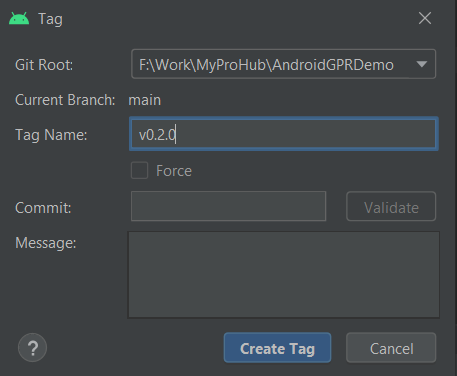 Tag
Git Root: F:\Work\MyProHub\AndroidGPRDemo
Current Branch: main
Tag Name: v0.2.0
Force
Commit: Validate
Message:
? Create Tag Cancel